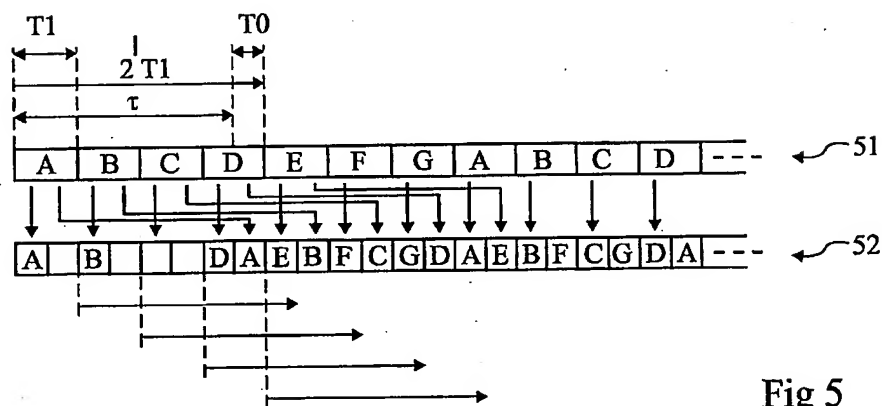 T1 T0
2 T1
τ
A B C D E F G A B C D --- 51
A B D A E B F C G D A E B F C G D A --- 52
Fig 5